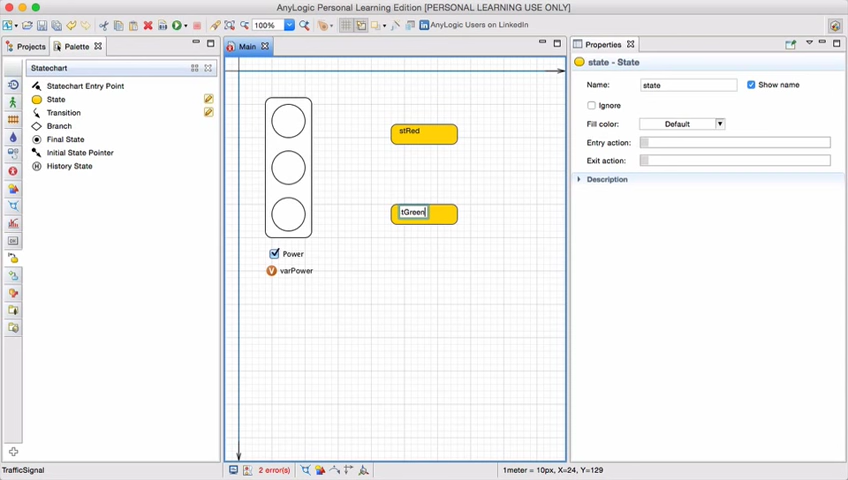 AnyLogic Personal Learning Edition [PERSONAL LEARNING USE ONLY]
100%
AnyLogic Users on LinkedIn
Projects
Palette
Main
Properties
Statechart
Statechart Entry Point
State
Transition
Branch
Final State
Initial State Pointer
History State
stRed
tGreen
Power
varPower
state - State
Name:
state
Show name
Ignore
Fill color:
Default
Entry action:
Exit action:
Description
TrafficSignal
2 error(s)
1meter = 10px, X=24, Y=129